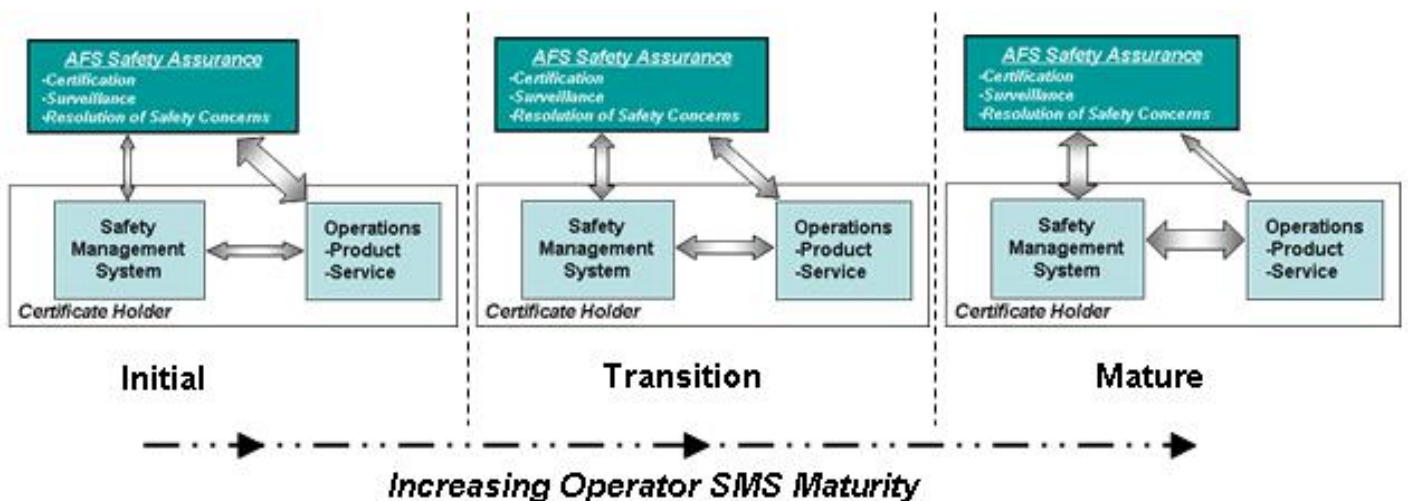 AFS Safety Assurance
-Certification
-Surveillance
-Resolution of Safety Concerns
Safety
Management
System
Operations
-Product
-Service
Certificate Holder
Initial
AFS Safety Assurance
-Certification
-Surveillance
-Resolution of Safety Concerns
Safety
Management
System
Operations
-Product
-Service
Certificate Holder
Transition
AFS Safety Assurance
-Certification
-Surveillance
-Resolution of Safety Concerns
Safety
Management
System
Operations
-Product
-Service
Certificate Holder
Mature
Increasing Operator SMS Maturity